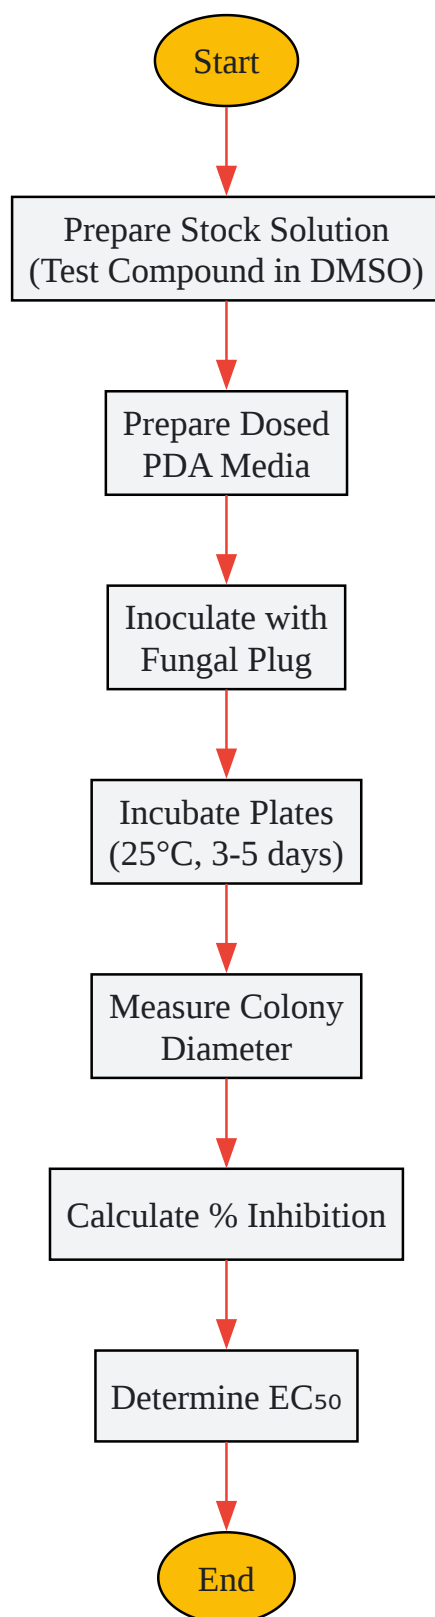 Start
Prepare Stock Solution
(Test Compound in DMSO)
Prepare Dosed
PDA Media
Inoculate with
Fungal Plug
Incubate Plates
(25°C, 3-5 days)
Measure Colony
Diameter
Calculate % Inhibition
Determine EC₅₀
End